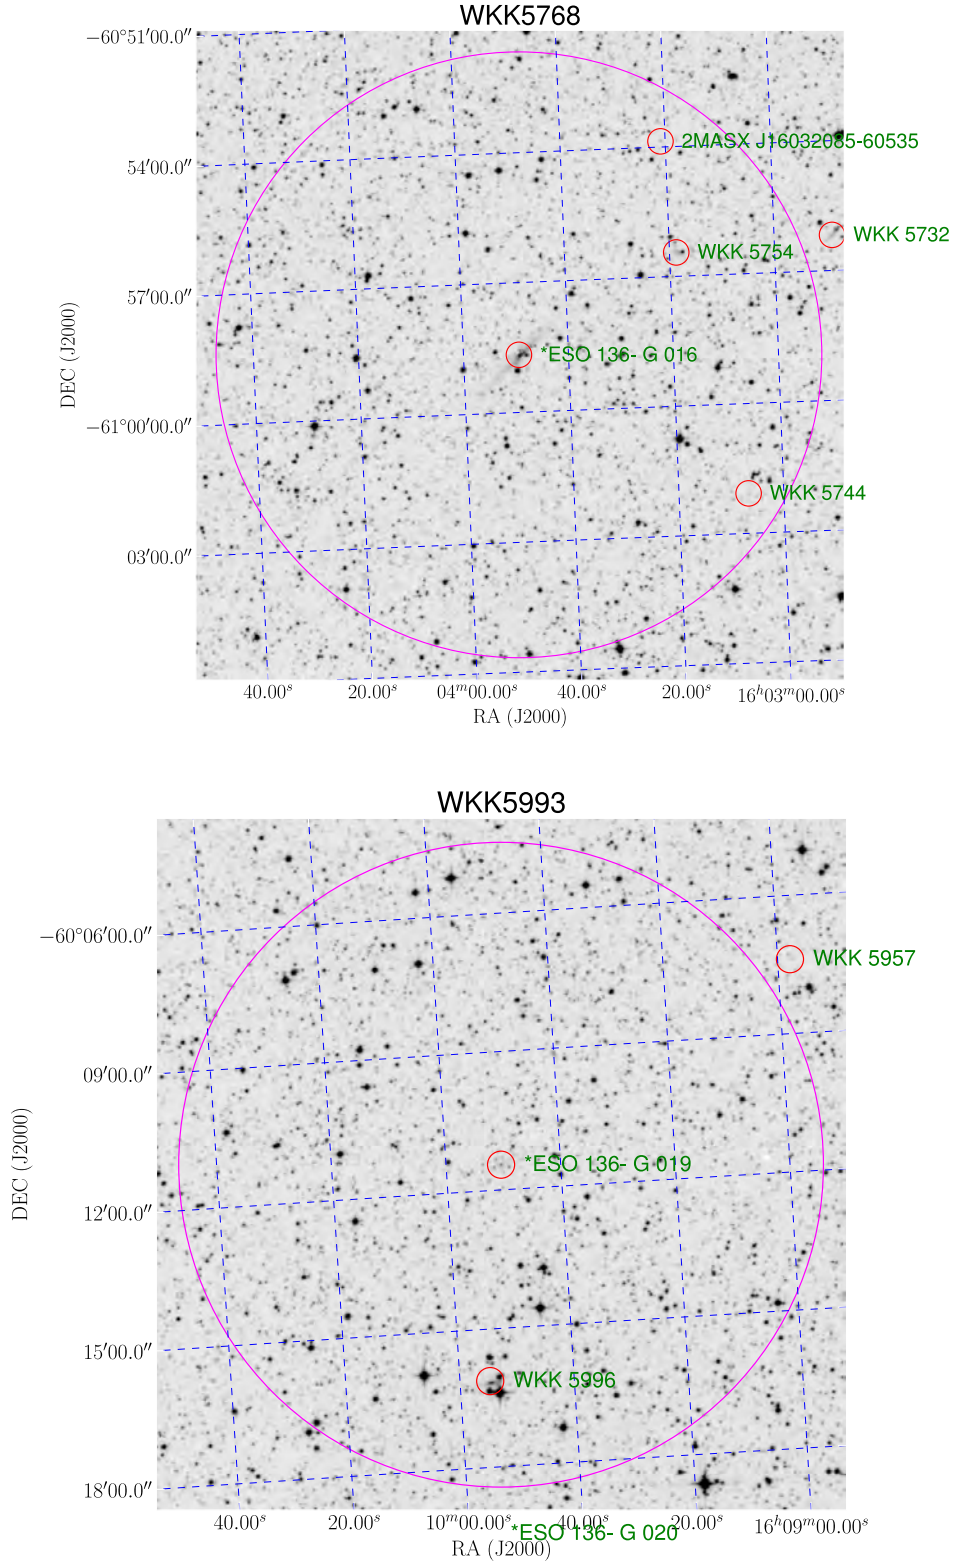 WKK5768
−60°51′00.0″
2MASX J16032085-60535
54′00.0″
WKK 5732
WKK 5754
57′00.0″
DEC (J2000)
*ESO 136- G 016
−61°00′00.0″
WKK 5744
03′00.0″
40.00s 20.00s 04m00.00s 40.00s 20.00s 16h03m00.00s
RA (J2000)
WKK5993
−60°06′00.0″
WKK 5957
09′00.0″
DEC (J2000)
*ESO 136- G 019
12′00.0″
15′00.0″
WKK 5996
18′00.0″
40.00s 20.00s 10m00.00s 40.00s 20.00s 16h09m00.00s
*ESO 136- G 020
RA (J2000)